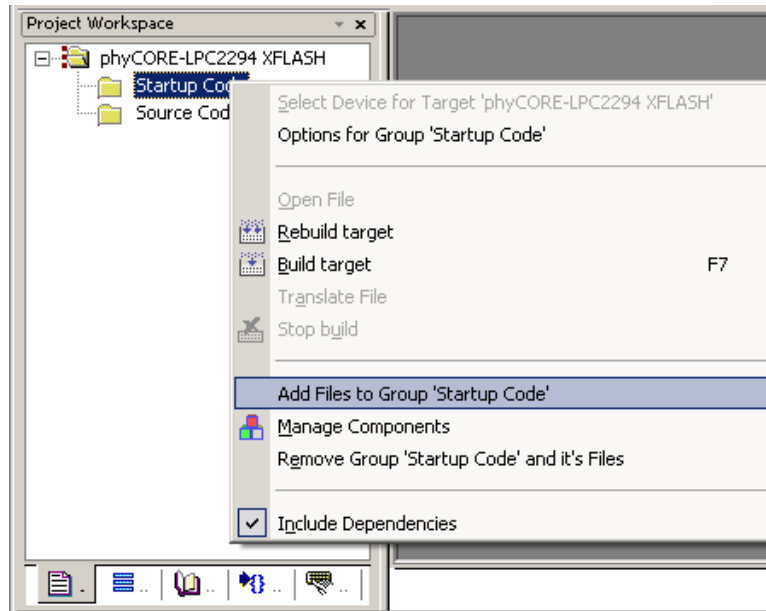 Project Workspace
phyCORE-LPC2294 XFLASH
Startup Cod
Source Cod
Select Device for Target 'phyCORE-LPC2294 XFLASH'
Options for Group 'Startup Code'
Open File
Rebuild target
Build target F7
Translate File
Stop build
Add Files to Group 'Startup Code'
Manage Components
Remove Group 'Startup Code' and it's Files
Include Dependencies